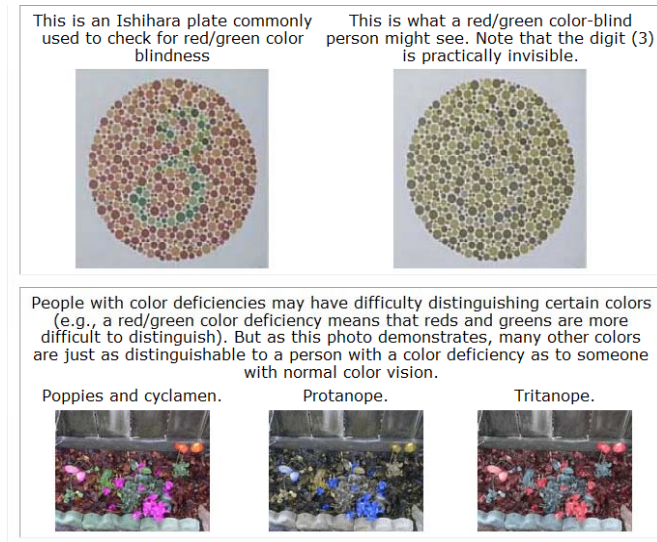 This is an Ishihara plate commonly
used to check for red/green color
blindness
This is what a red/green color-blind
person might see. Note that the digit (3)
is practically invisible.
3
People with color deficiencies may have difficulty distinguishing certain colors
(e.g., a red/green color deficiency means that reds and greens are more
difficult to distinguish). But as this photo demonstrates, many other colors
are just as distinguishable to a person with a color deficiency as to someone
with normal color vision.
Poppies and cyclamen.
Protanope.
Tritanope.